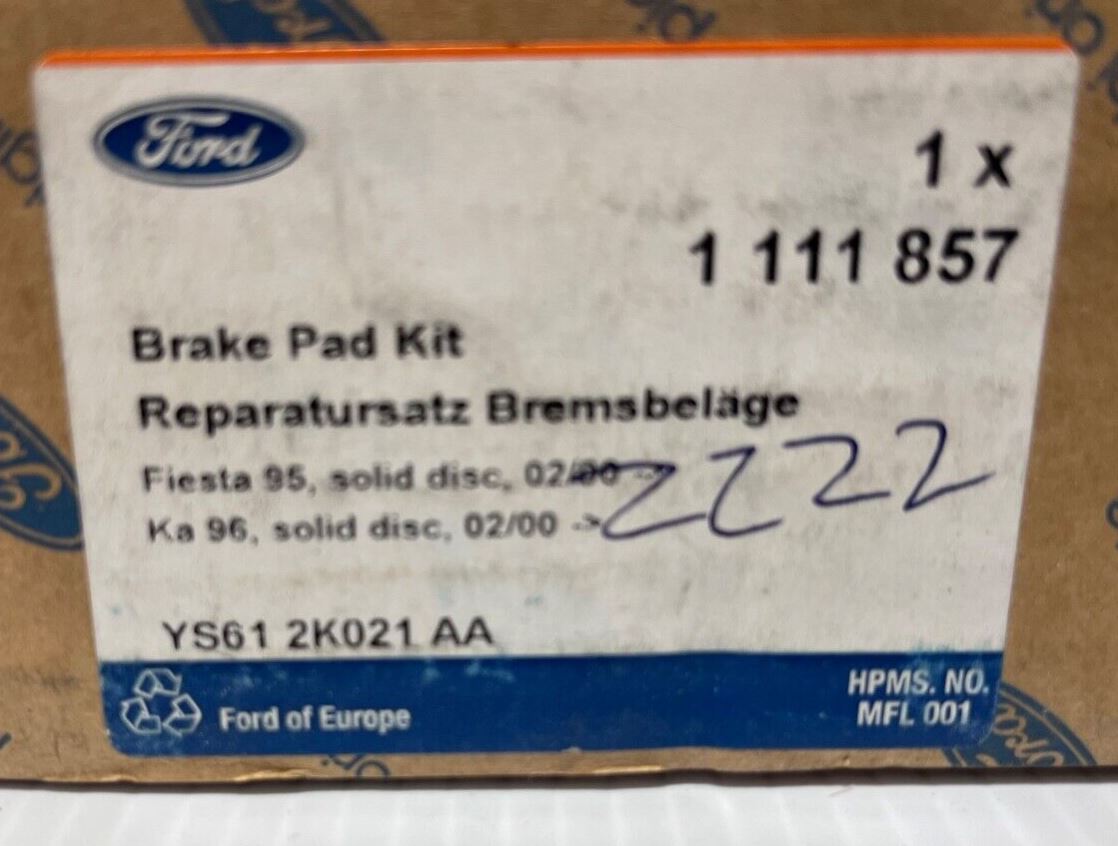 Ford
1 x
1 111 857
Brake Pad Kit
Reparatursatz Bremsbeläge
Fiesta 95, solid disc, 02/00 ->
Ka 96, solid disc, 02/00 ->
2222
YS61 2K021 AA
Ford of Europe
HPMS. NO.
MFL 001